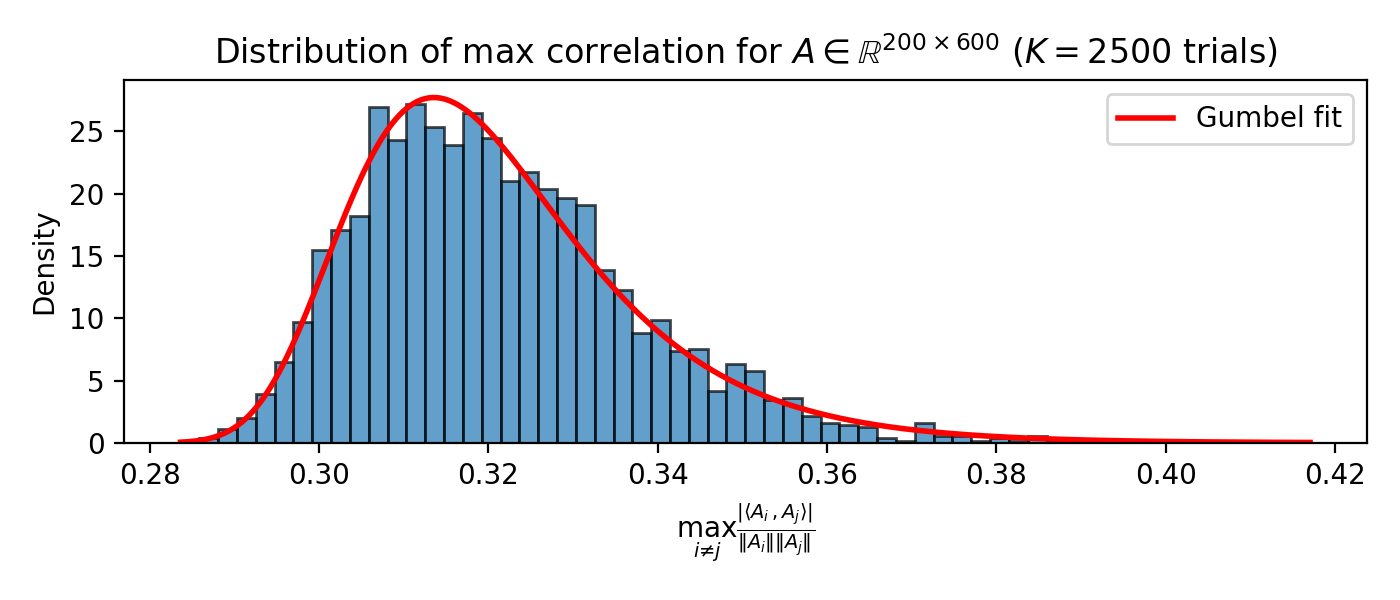 Distribution of max correlation for A ∈ ℝ^{200×600} (K = 2500 trials)
Gumbel fit
Density
25
20
15
10
5
0
0.28 0.30 0.32 0.34 0.36 0.38 0.40 0.42
max_{i≠j} |⟨A_i, A_j⟩| / ‖A_i‖‖A_j‖